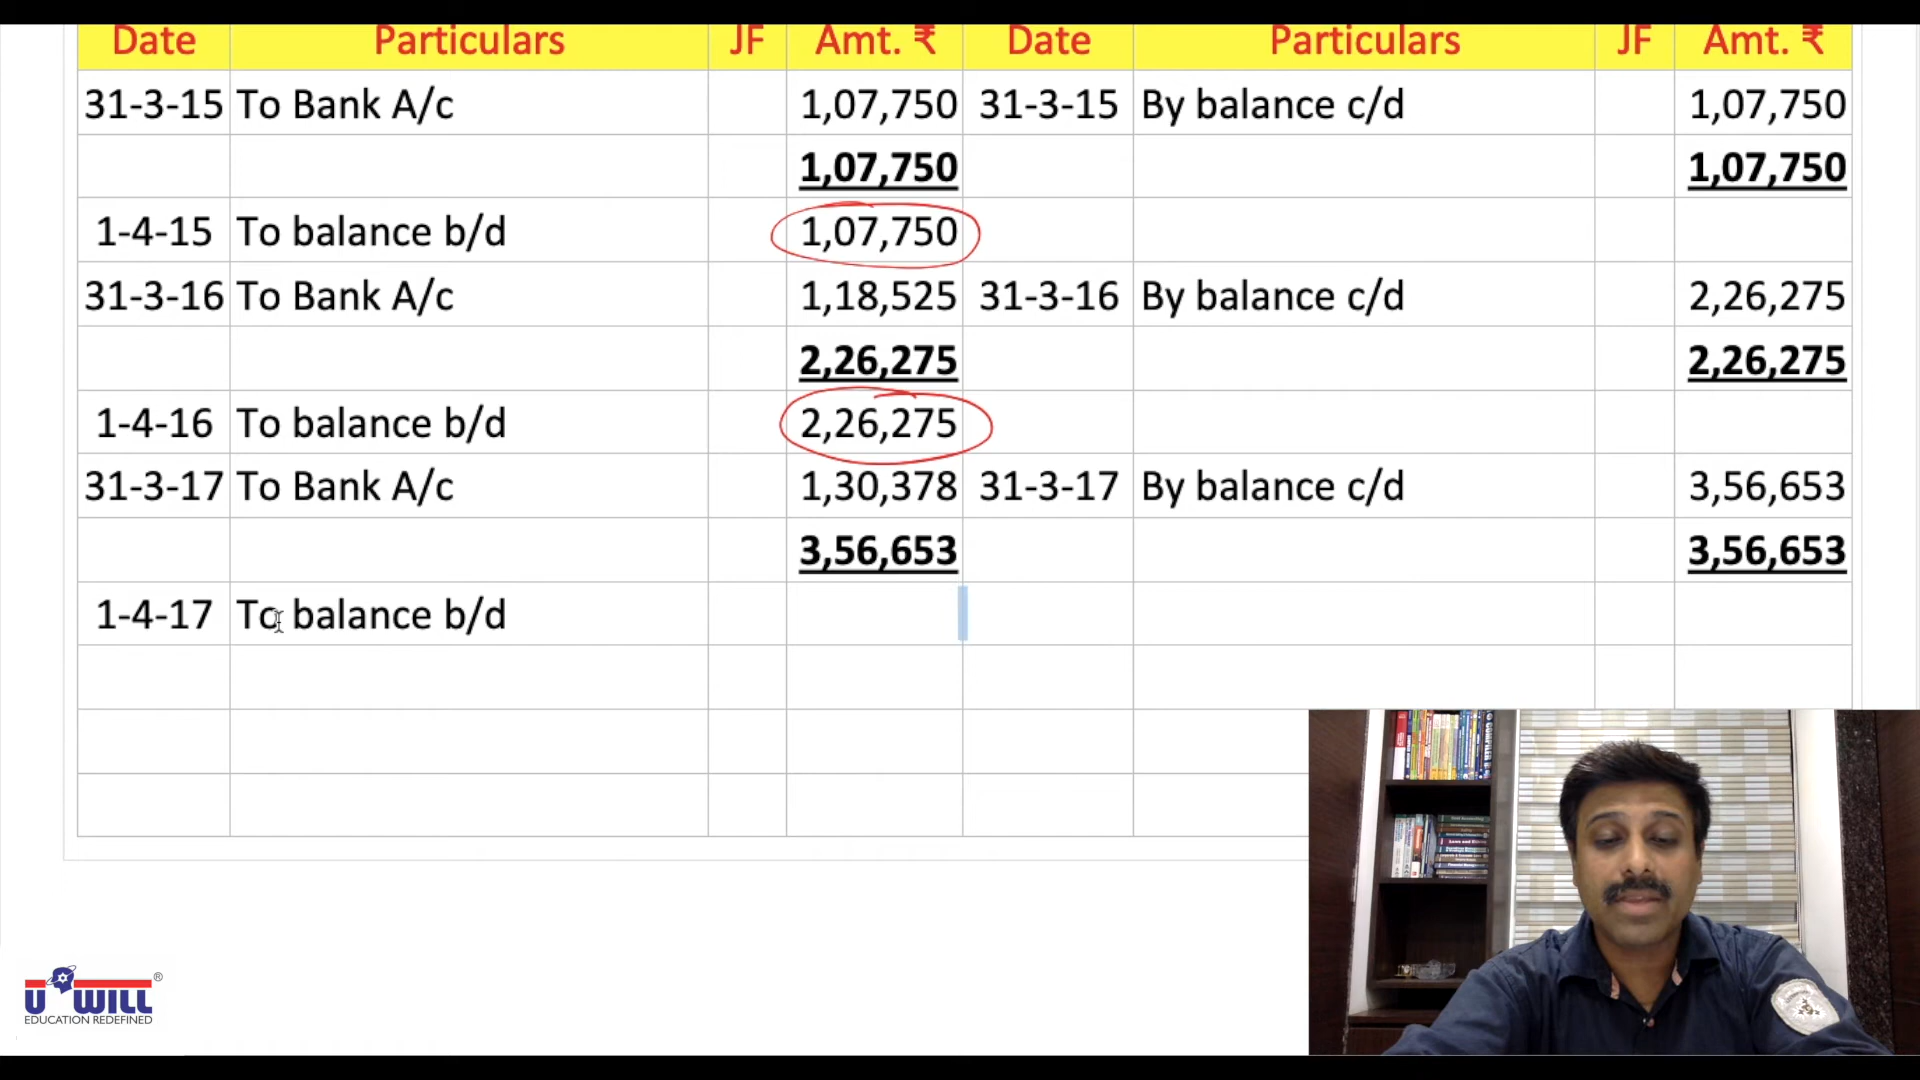 Date Particulars JF Amt. ₹ Date Particulars JF Amt. ₹
31-3-15 To Bank A/c 1,07,750 31-3-15 By balance c/d 1,07,750
1,07,750 1,07,750
1-4-15 To balance b/d 1,07,750
31-3-16 To Bank A/c 1,18,525 31-3-16 By balance c/d 2,26,275
2,26,275 2,26,275
1-4-16 To balance b/d 2,26,275
31-3-17 To Bank A/c 1,30,378 31-3-17 By balance c/d 3,56,653
3,56,653 3,56,653
1-4-17 To balance b/d
U WILL ®
EDUCATION REDEFINED